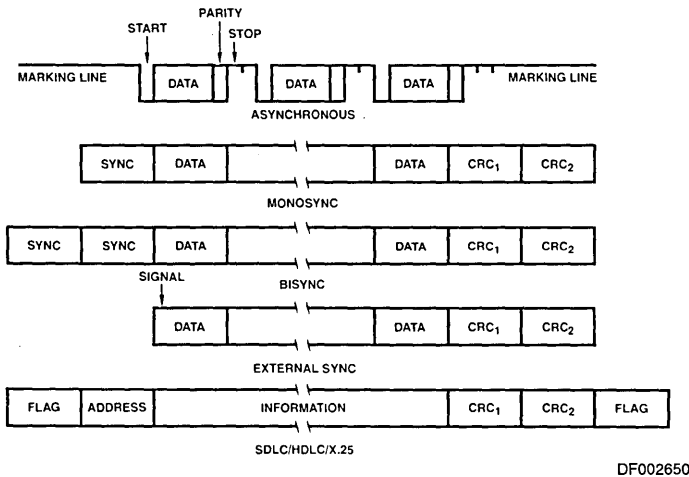 PARITY
START
STOP
MARKING LINE DATA DATA DATA MARKING LINE
ASYNCHRONOUS
SYNC DATA DATA CRC1 CRC2
MONOSYNC
SYNC SYNC DATA DATA CRC1 CRC2
SIGNAL
BISYNC
DATA DATA CRC1 CRC2
EXTERNAL SYNC
FLAG ADDRESS INFORMATION CRC1 CRC2 FLAG
SDLC/HDLC/X.25
DF002650